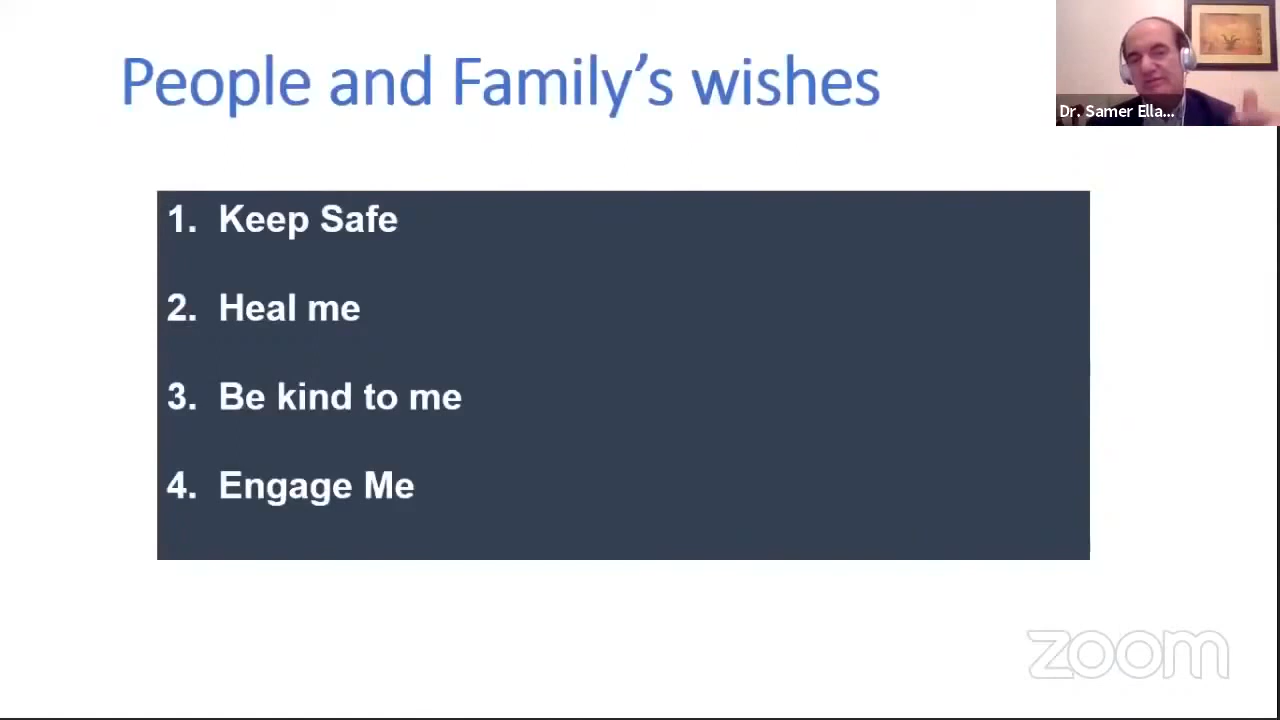 People and Family's wishes
Dr. Samer Ella...
1. Keep Safe
2. Heal me
3. Be kind to me
4. Engage Me
zoom